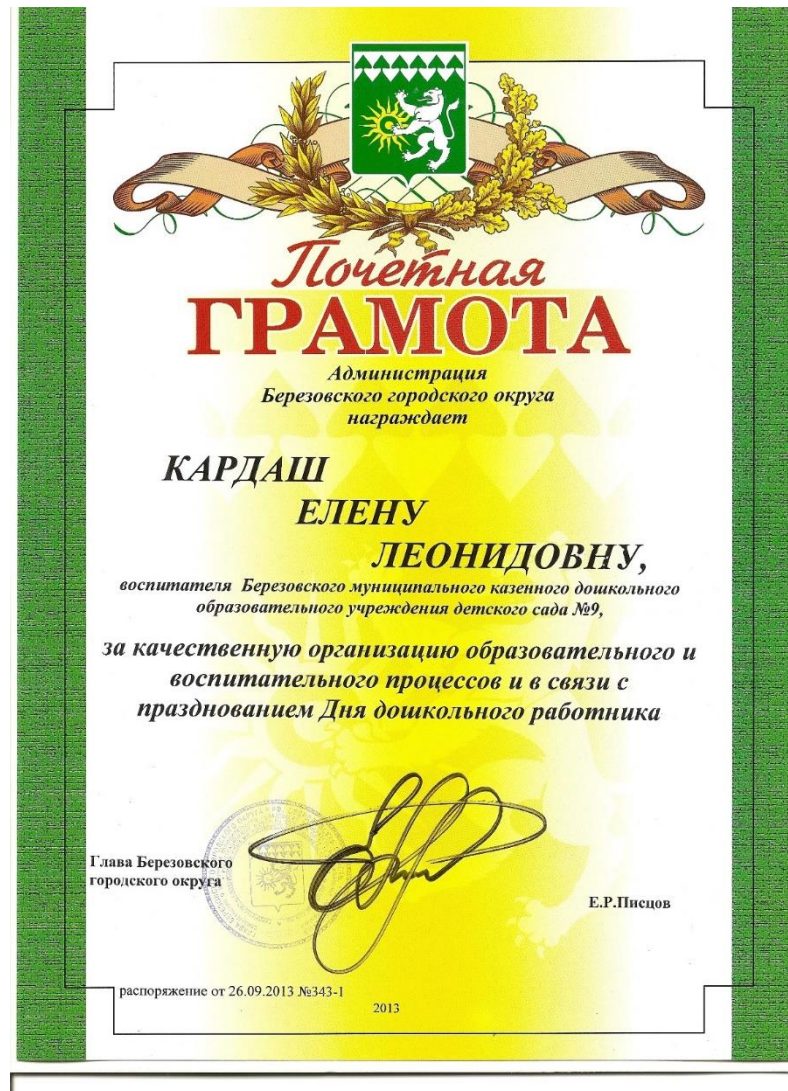 Почетная
ГРАМОТА
Администрация
Березовского городского округа
награждает
КАРДАШ
ЕЛЕНУ
ЛЕОНИДОВНУ,
воспитателя Березовского муниципального казенного дошкольного
образовательного учреждения детского сада №9,
за качественную организацию образовательного и
воспитательного процессов и в связи с
празднованием Дня дошкольного работника
Глава Березовского
городского округа
Е.Р.Писцов
распоряжение от 26.09.2013 №343-1
2013